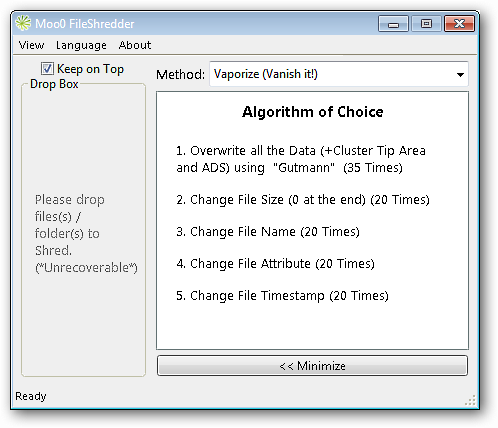 Moo0 FileShredder
View Language About
Keep on Top
Drop Box
Please drop
files(s) /
folder(s) to
Shred.
(*Unrecoverable*)
Method: Vaporize (Vanish it!)
Algorithm of Choice
1. Overwrite all the Data (+Cluster Tip Area
and ADS) using "Gutmann" (35 Times)
2. Change File Size (0 at the end) (20 Times)
3. Change File Name (20 Times)
4. Change File Attribute (20 Times)
5. Change File Timestamp (20 Times)
<< Minimize
Ready